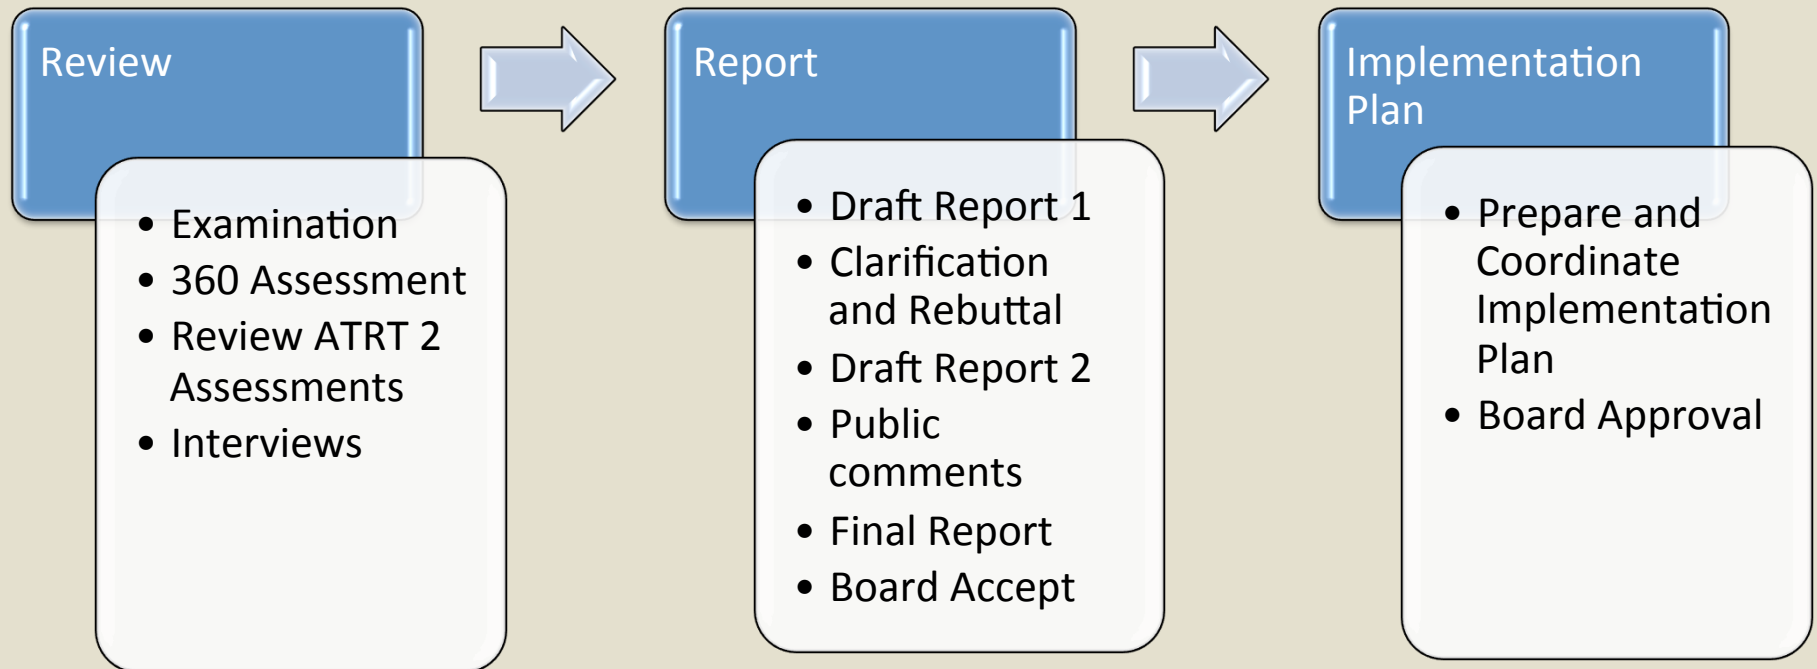 Review
• Examination
• 360 Assessment
• Review ATRT 2
Assessments
• Interviews
Report
• Draft Report 1
• Clarification
and Rebuttal
• Draft Report 2
• Public
comments
• Final Report
• Board Accept
Implementation
Plan
• Prepare and
Coordinate
Implementation
Plan
• Board Approval